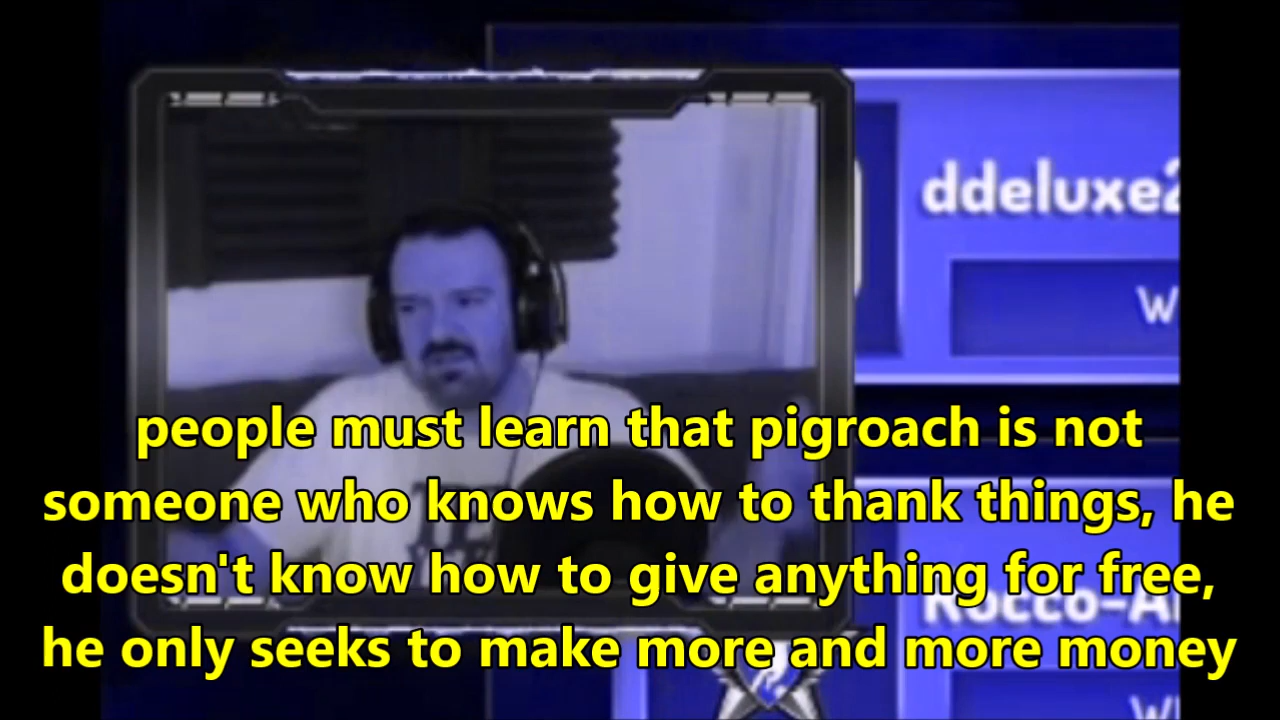 ddeluxe2
W
people must learn that pigroach is not
someone who knows how to thank things, he
doesn't know how to give anything for free,
Rocco-A
he only seeks to make more and more money
W